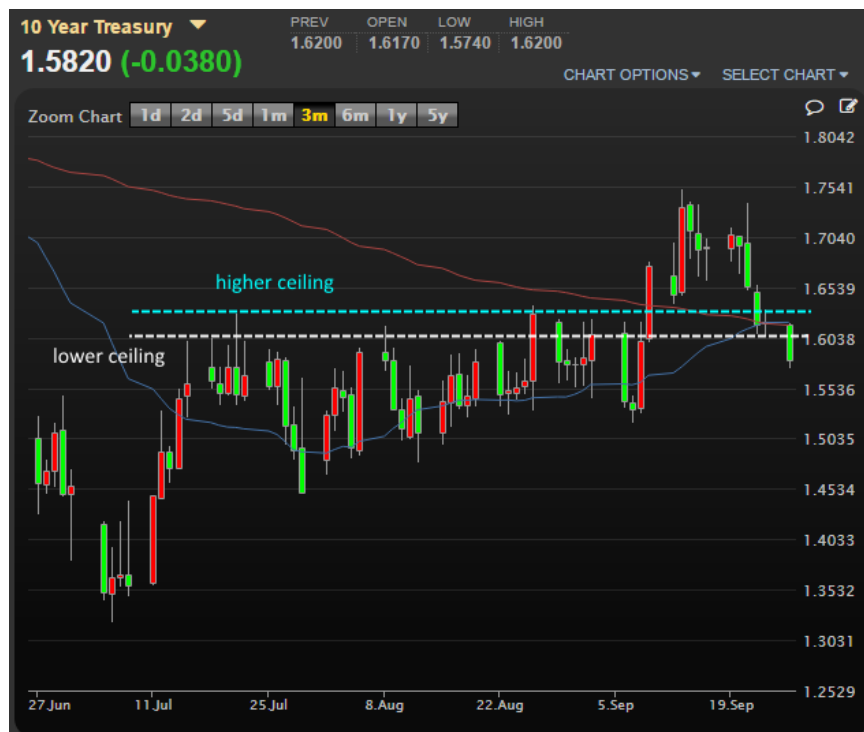 10 Year Treasury
PREV OPEN LOW HIGH
1.6200 1.6170 1.5740 1.6200
1.5820 (-0.0380)
CHART OPTIONS SELECT CHART
Zoom Chart 1d 2d 5d 1m 3m 6m 1y 5y
1.8042
1.7541
1.7040
higher ceiling
1.6539
1.6038
lower ceiling
1.5536
1.5035
1.4534
1.4033
1.3532
1.3031
1.2529
27.Jun 11.Jul 25.Jul 8.Aug 22.Aug 5.Sep 19.Sep